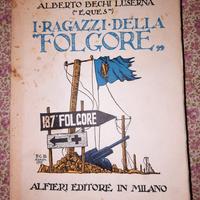 ALBERTO BECHI LUSERNA
("EQUES")
I·RAGAZZI·DELLA
"FOLGORE"
187° FOLGORE
ALFIERI EDITORE IN MILANO